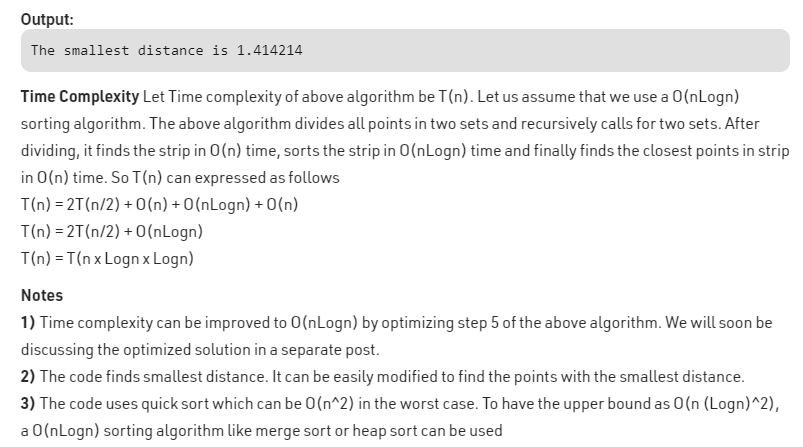 Output:
The smallest distance is 1.414214
Time Complexity Let Time complexity of above algorithm be T(n). Let us assume that we use a O(nLogn)
sorting algorithm. The above algorithm divides all points in two sets and recursively calls for two sets. After
dividing, it finds the strip in O(n) time, sorts the strip in O(nLogn) time and finally finds the closest points in strip
in O(n) time. So T(n) can expressed as follows
T(n) = 2T(n/2) + O(n) + O(nLogn) + O(n)
T(n) = 2T(n/2) + O(nLogn)
T(n) = T(n x Logn x Logn)
Notes
1) Time complexity can be improved to O(nLogn) by optimizing step 5 of the above algorithm. We will soon be
discussing the optimized solution in a separate post.
2) The code finds smallest distance. It can be easily modified to find the points with the smallest distance.
3) The code uses quick sort which can be O(n^2) in the worst case. To have the upper bound as O(n (Logn)^2),
a O(nLogn) sorting algorithm like merge sort or heap sort can be used